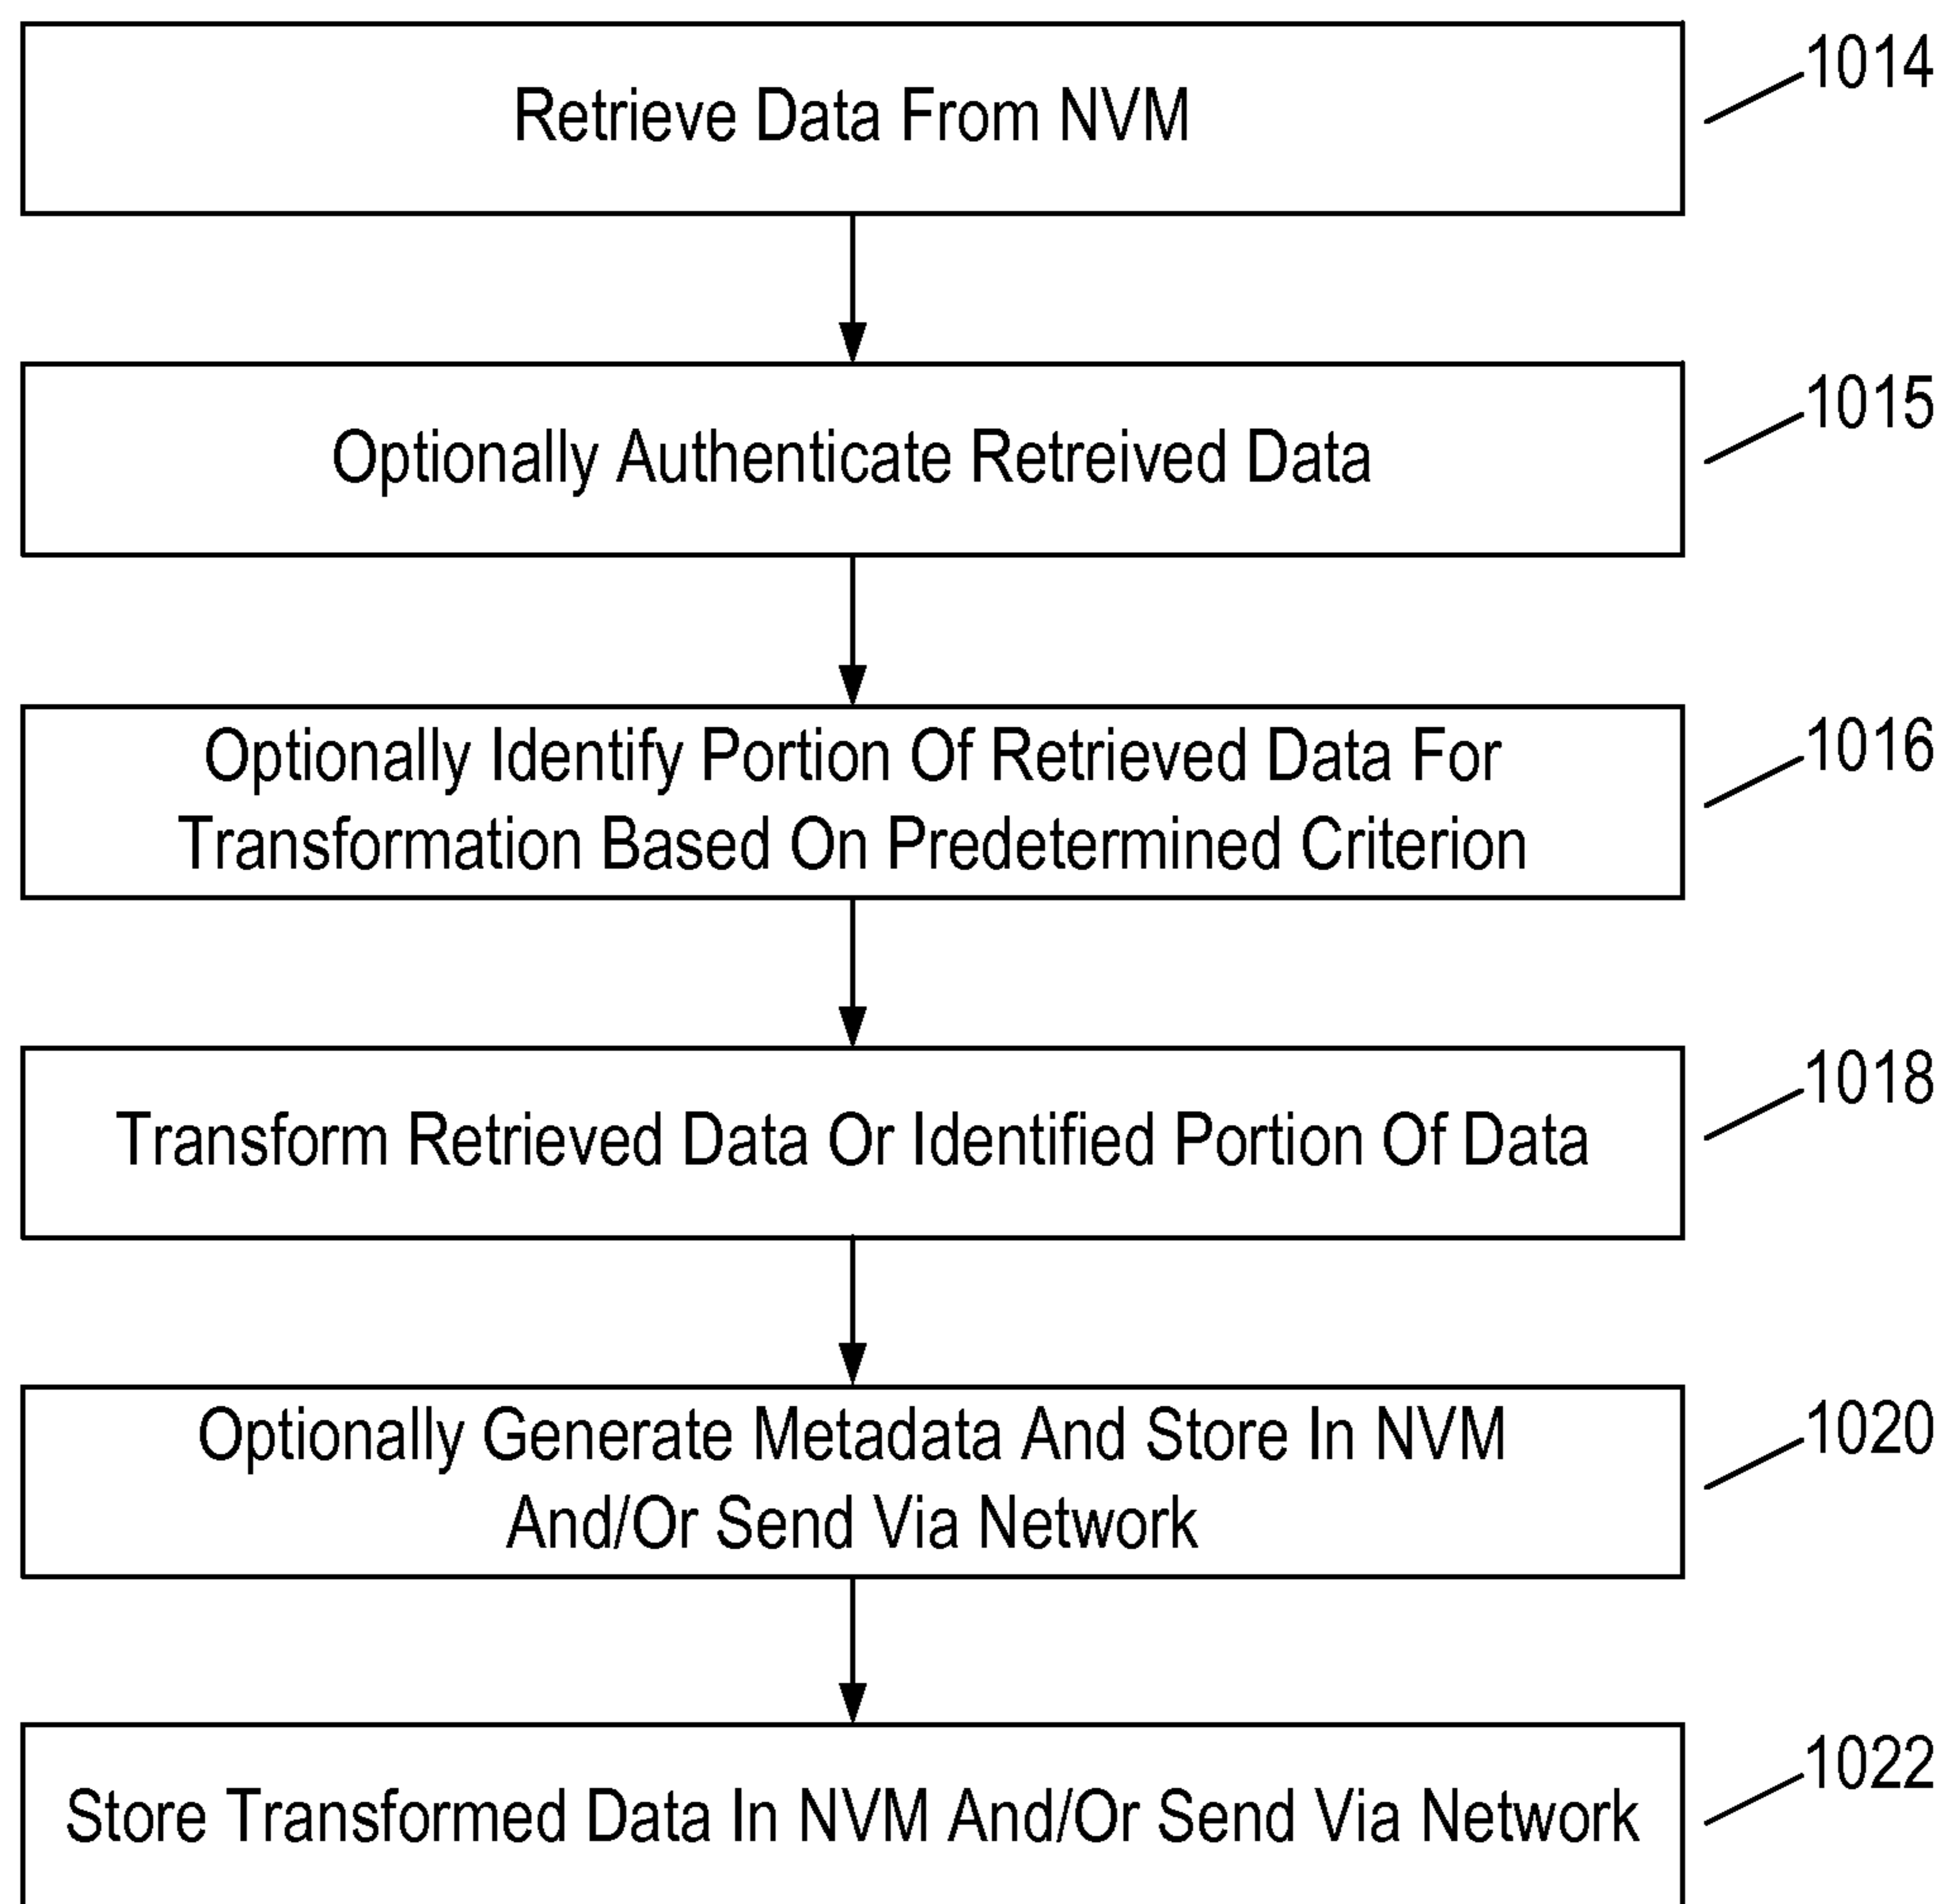 Retrieve Data From NVM
1014
Optionally Authenticate Retreived Data
1015
Optionally Identify Portion Of Retrieved Data For
Transformation Based On Predetermined Criterion
1016
Transform Retrieved Data Or Identified Portion Of Data
1018
Optionally Generate Metadata And Store In NVM
And/Or Send Via Network
1020
Store Transformed Data In NVM And/Or Send Via Network
1022